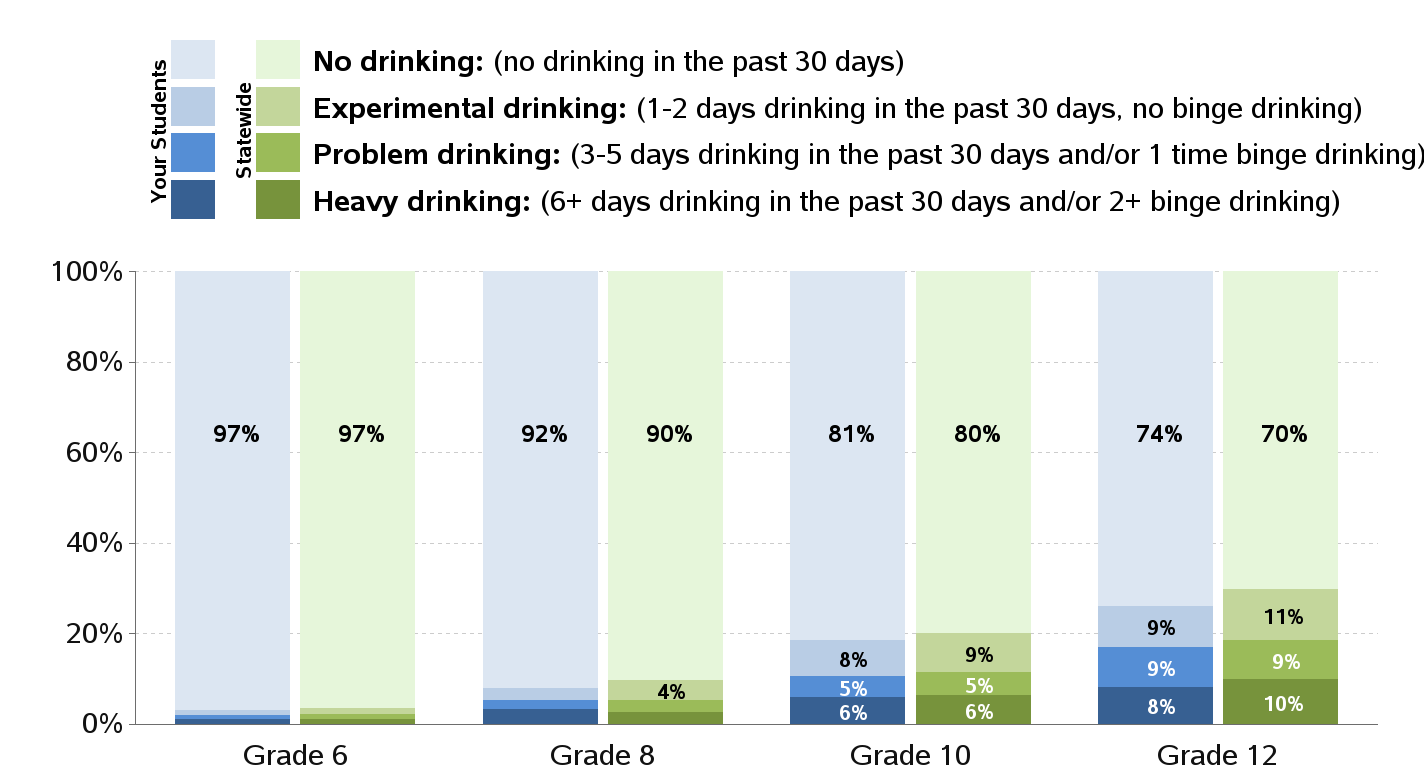 Your Students
Statewide
No drinking: (no drinking in the past 30 days)
Experimental drinking: (1-2 days drinking in the past 30 days, no binge drinking)
Problem drinking: (3-5 days drinking in the past 30 days and/or 1 time binge drinking)
Heavy drinking: (6+ days drinking in the past 30 days and/or 2+ binge drinking)
100%
80%
60%
40%
20%
0%
97% 97% 92% 90% 81% 80% 74% 70%
4% 8% 9% 9% 11%
5% 5% 9% 9%
6% 6% 8% 10%
Grade 6 Grade 8 Grade 10 Grade 12